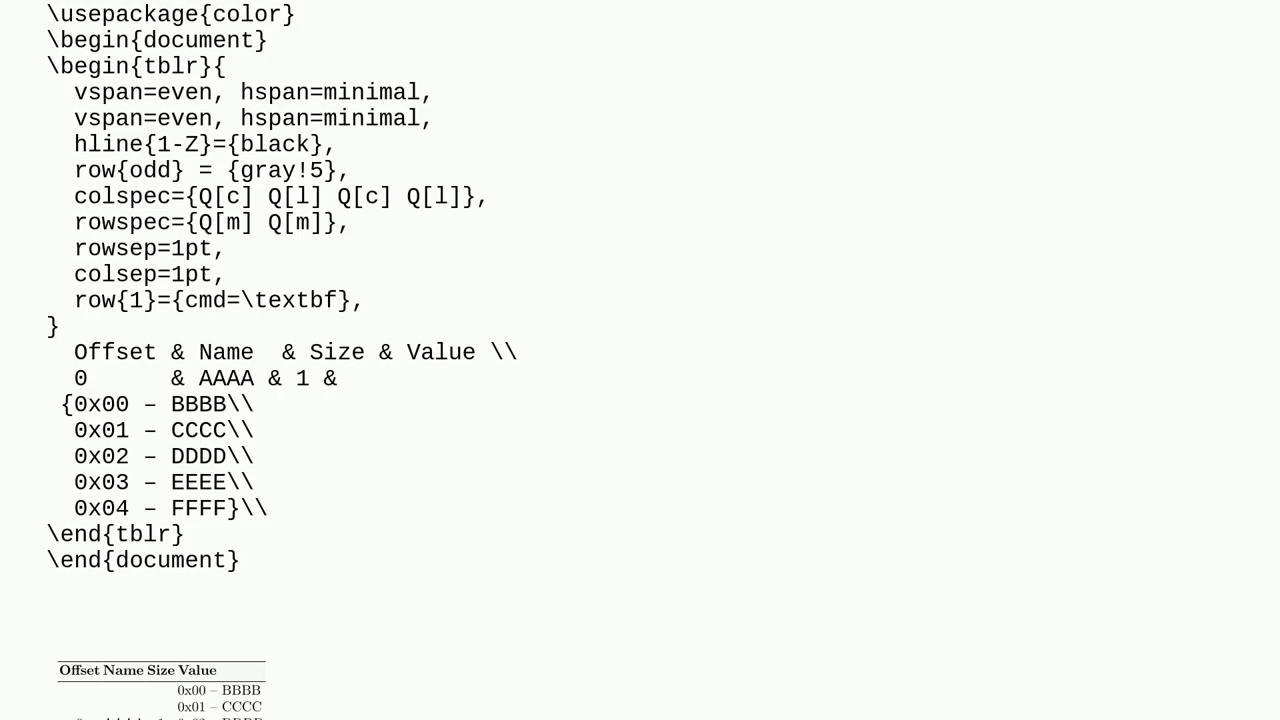 \usepackage{color}
\begin{document}
\begin{tblr}{
  vspan=even, hspan=minimal,
  vspan=even, hspan=minimal,
  hline{1-Z}={black},
  row{odd} = {gray!5},
  colspec={Q[c] Q[l] Q[c] Q[l]},
  rowspec={Q[m] Q[m]},
  rowsep=1pt,
  colsep=1pt,
  row{1}={cmd=\textbf},
}
  Offset & Name  & Size & Value \\
  0      & AAAA & 1 &
 {0x00 – BBBB\\
  0x01 – CCCC\\
  0x02 – DDDD\\
  0x03 – EEEE\\
  0x04 – FFFF}\\
\end{tblr}
\end{document}
Offset Name Size Value
0x00 – BBBB
0x01 – CCCC